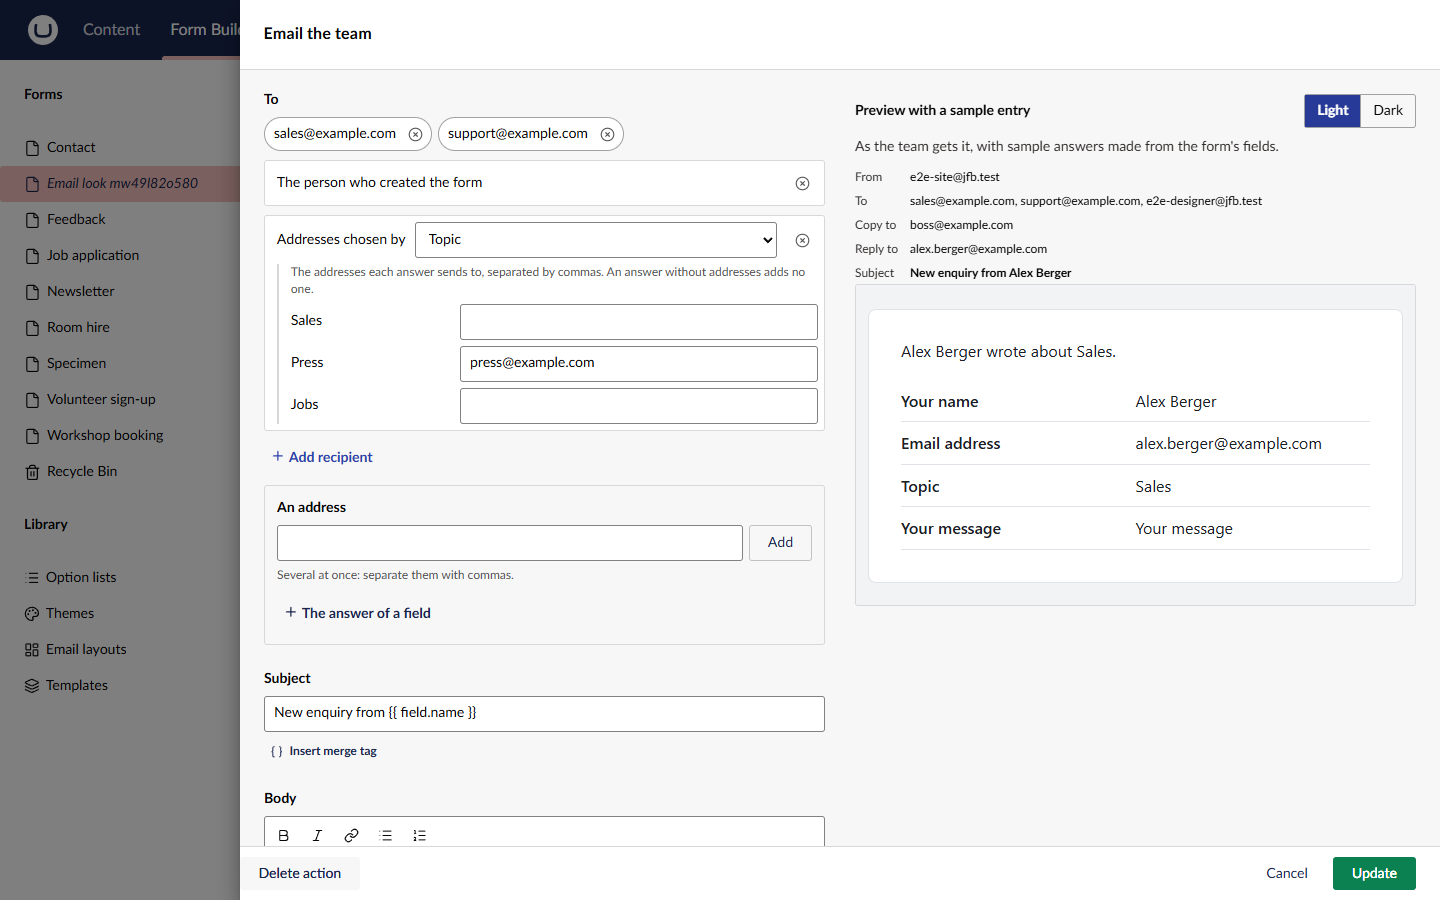 Content
Form Buil
Forms
Contact
Email look mw49l82o580
Feedback
Job application
Newsletter
Room hire
Specimen
Volunteer sign-up
Workshop booking
Recycle Bin
Library
Option lists
Themes
Email layouts
Templates
Email the team
To
sales@example.com
support@example.com
The person who created the form
Addresses chosen by
Topic
The addresses each answer sends to, separated by commas. An answer without addresses adds no
one.
Sales
Press
press@example.com
Jobs
+ Add recipient
An address
Add
Several at once: separate them with commas.
+ The answer of a field
Subject
New enquiry from {{ field.name }}
{ } Insert merge tag
Body
B I
Preview with a sample entry
Light
Dark
As the team gets it, with sample answers made from the form's fields.
From e2e-site@jfb.test
To sales@example.com, support@example.com, e2e-designer@jfb.test
Copy to boss@example.com
Reply to alex.berger@example.com
Subject New enquiry from Alex Berger
Alex Berger wrote about Sales.
Your name Alex Berger
Email address alex.berger@example.com
Topic Sales
Your message Your message
Delete action
Cancel
Update